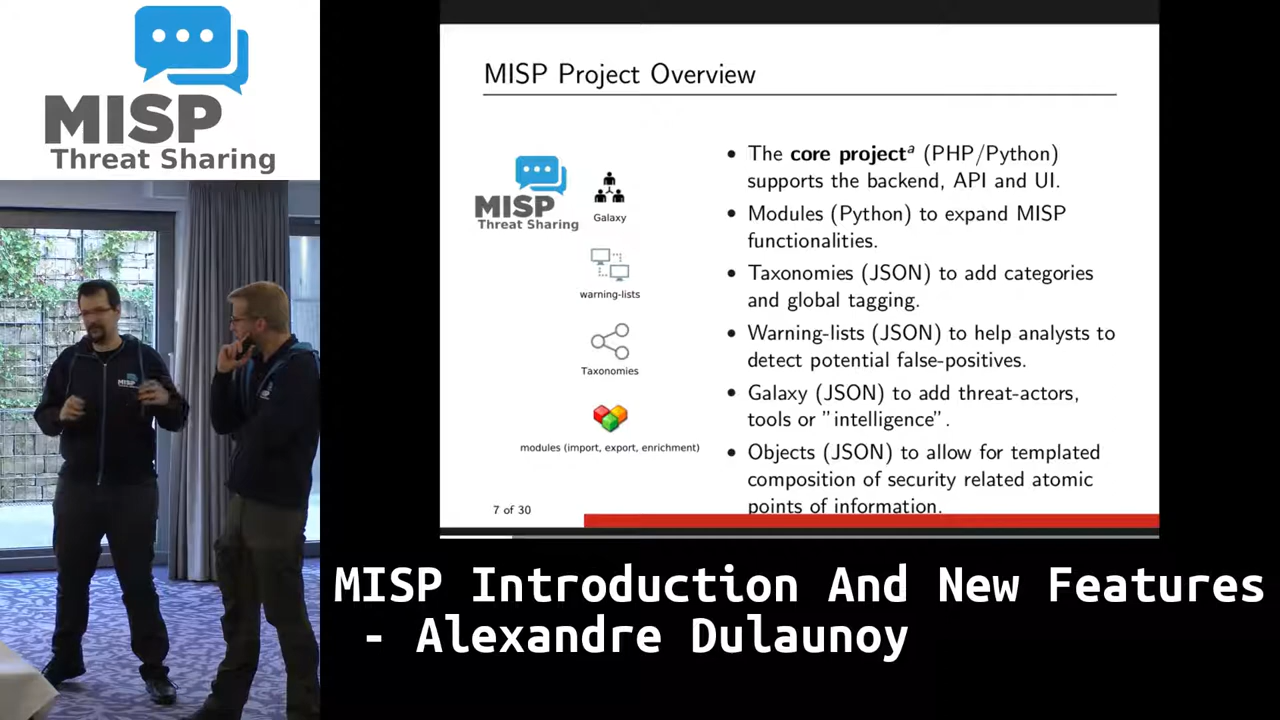 MISP
Threat Sharing
MISP Project Overview
MISP
Threat Sharing
Galaxy
warning-lists
Taxonomies
modules (import, export, enrichment)
• The core projectᵃ (PHP/Python)
supports the backend, API and UI.
• Modules (Python) to expand MISP
functionalities.
• Taxonomies (JSON) to add categories
and global tagging.
• Warning-lists (JSON) to help analysts to
detect potential false-positives.
• Galaxy (JSON) to add threat-actors,
tools or ”intelligence”.
• Objects (JSON) to allow for templated
composition of security related atomic
points of information.
7 of 30
MISP
MISP Introduction And New Features
- Alexandre Dulaunoy